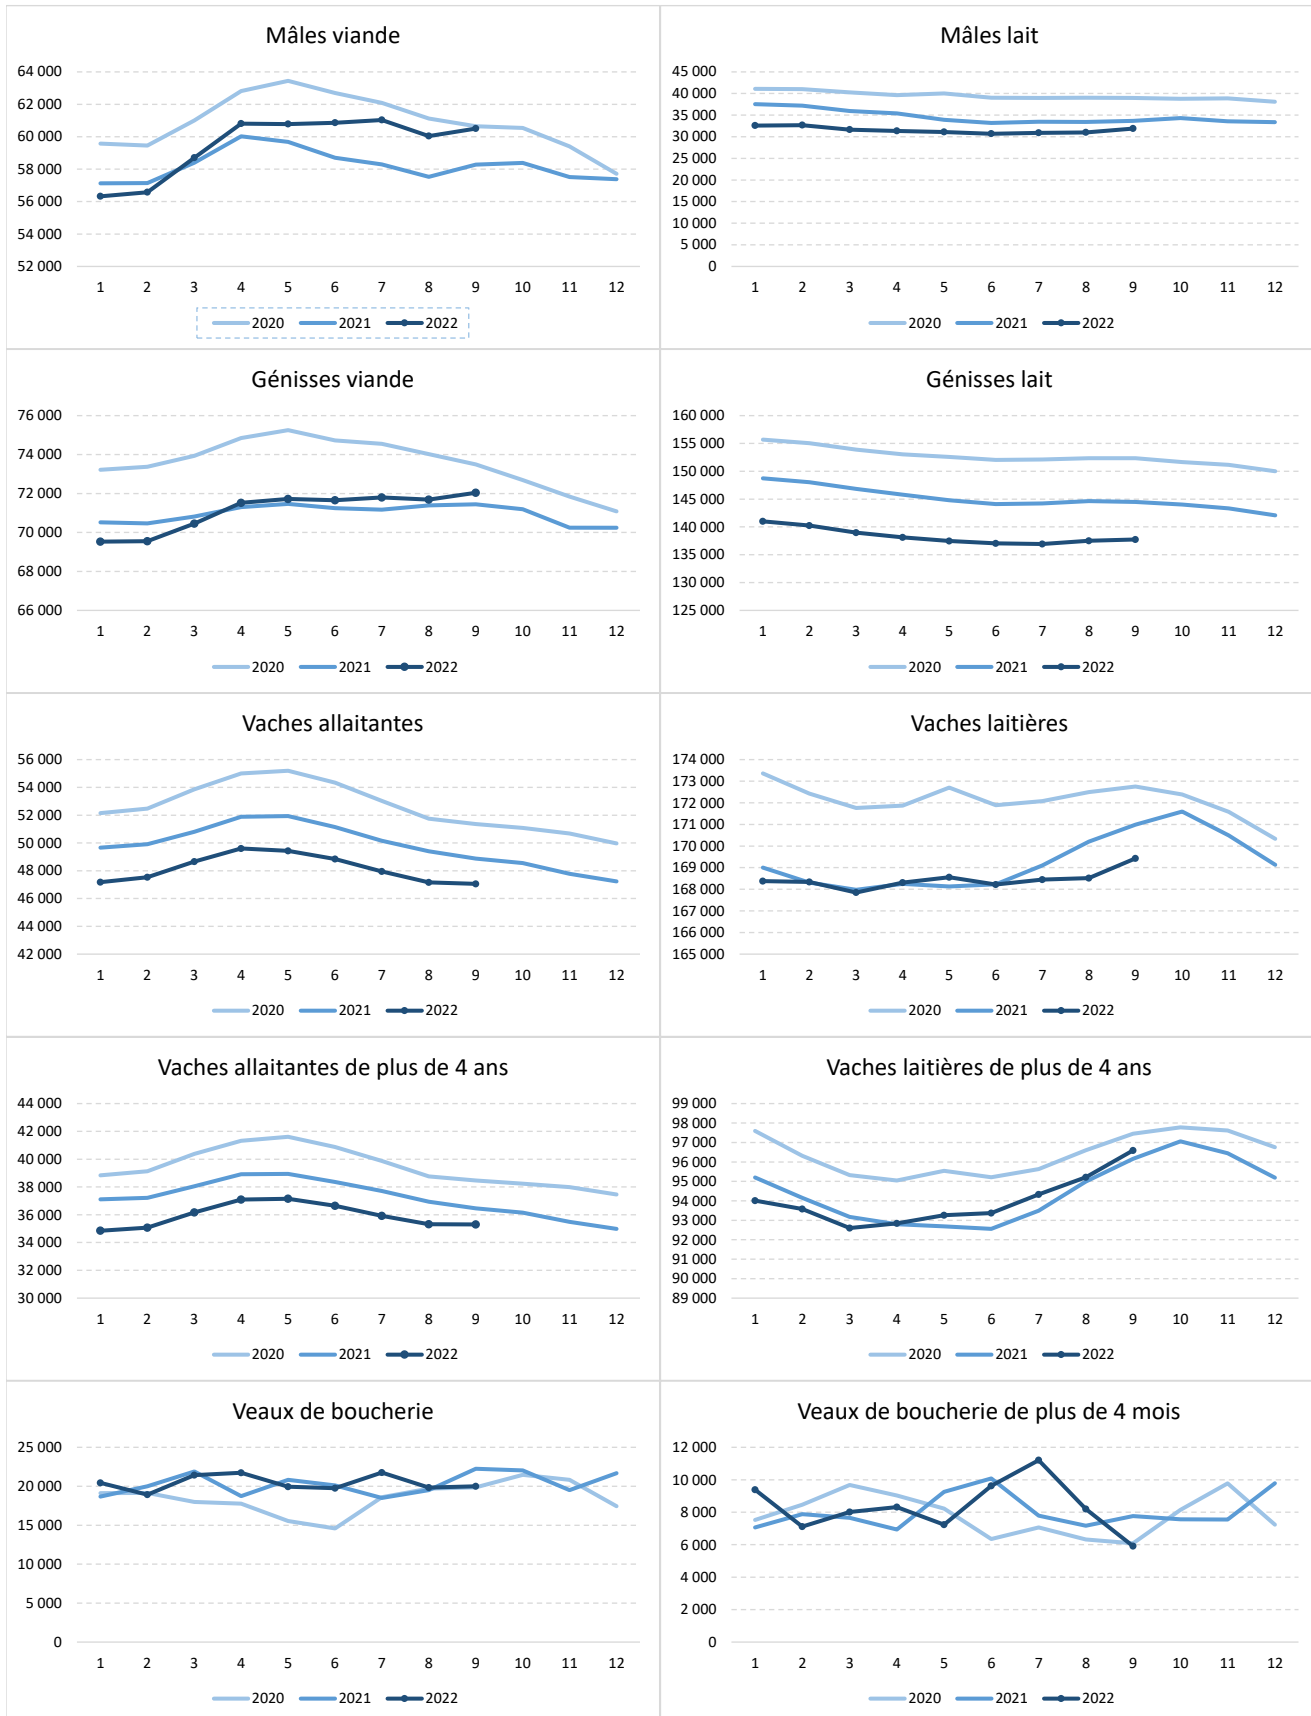 Mâles viande
64 000
62 000
60 000
58 000
56 000
54 000
52 000
1 2 3 4 5 6 7 8 9 10 11 12
2020 2021 2022
Mâles lait
45 000
40 000
35 000
30 000
25 000
20 000
15 000
10 000
5 000
0
1 2 3 4 5 6 7 8 9 10 11 12
2020 2021 2022
Génisses viande
76 000
74 000
72 000
70 000
68 000
66 000
1 2 3 4 5 6 7 8 9 10 11 12
2020 2021 2022
Génisses lait
160 000
155 000
150 000
145 000
140 000
135 000
130 000
125 000
1 2 3 4 5 6 7 8 9 10 11 12
2020 2021 2022
Vaches allaitantes
56 000
54 000
52 000
50 000
48 000
46 000
44 000
42 000
1 2 3 4 5 6 7 8 9 10 11 12
2020 2021 2022
Vaches laitières
174 000
173 000
172 000
171 000
170 000
169 000
168 000
167 000
166 000
165 000
1 2 3 4 5 6 7 8 9 10 11 12
2020 2021 2022
Vaches allaitantes de plus de 4 ans
44 000
42 000
40 000
38 000
36 000
34 000
32 000
30 000
1 2 3 4 5 6 7 8 9 10 11 12
2020 2021 2022
Vaches laitières de plus de 4 ans
99 000
98 000
97 000
96 000
95 000
94 000
93 000
92 000
91 000
90 000
89 000
1 2 3 4 5 6 7 8 9 10 11 12
2020 2021 2022
Veaux de boucherie
25 000
20 000
15 000
10 000
5 000
0
1 2 3 4 5 6 7 8 9 10 11 12
2020 2021 2022
Veaux de boucherie de plus de 4 mois
12 000
10 000
8 000
6 000
4 000
2 000
0
1 2 3 4 5 6 7 8 9 10 11 12
2020 2021 2022